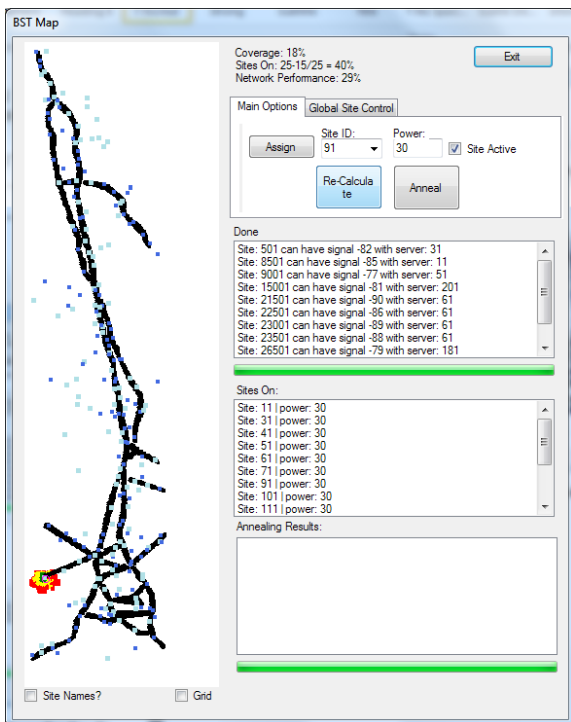 BST Map
Coverage: 18%
Sites On: 25-15/25 = 40%
Network Perfomance: 29%
Exit
Main Options
Global Site Control
Site ID:
Power:
Assign
91
30
Site Active
Re-Calcula
te
Anneal
Done
Site: 501 can have signal -82 with server: 31
Site: 8501 can have signal -85 with server: 11
Site: 9001 can have signal -77 with server: 51
Site: 15001 can have signal -81 with server: 201
Site: 21501 can have signal -90 with server: 61
Site: 22501 can have signal -86 with server: 61
Site: 23001 can have signal -89 with server: 61
Site: 23501 can have signal -88 with server: 61
Site: 26501 can have signal -79 with server: 181
Sites On:
Site: 11 | power: 30
Site: 31 | power: 30
Site: 41 | power: 30
Site: 51 | power: 30
Site: 61 | power: 30
Site: 71 | power: 30
Site: 91 | power: 30
Site: 101 | power: 30
Site: 111 | power: 30
Annealing Results:
Site Names?
Grid